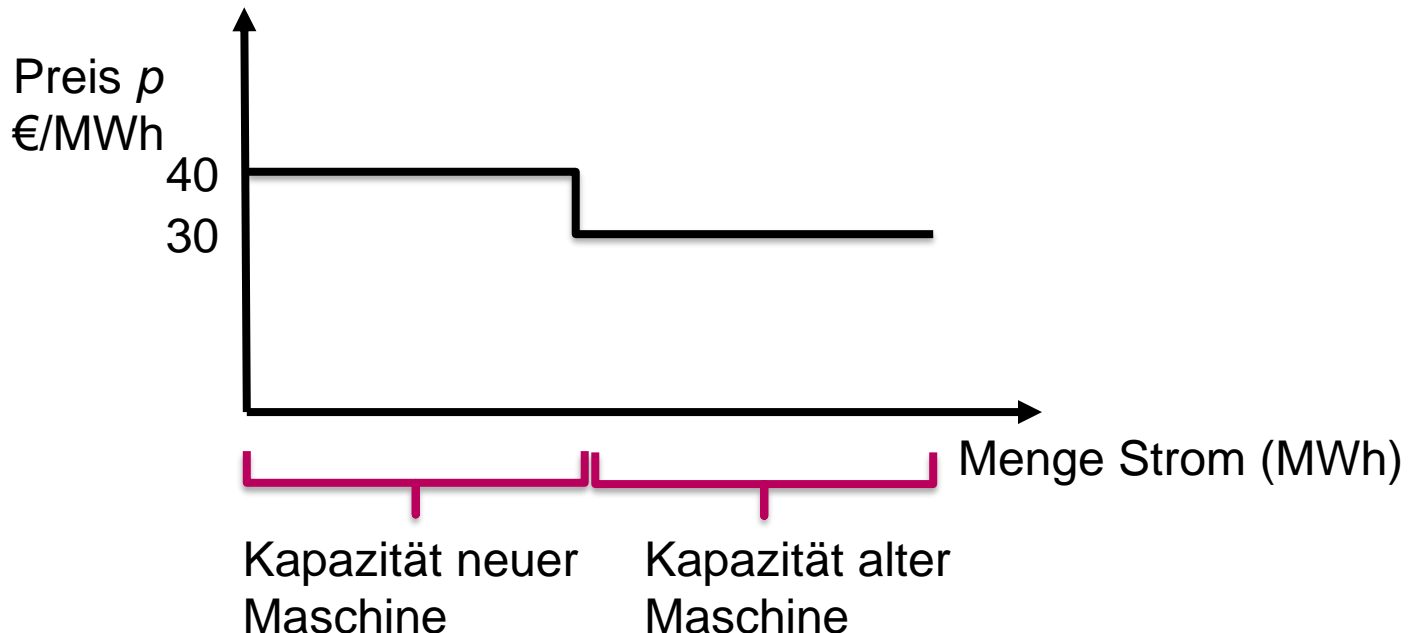 Preis p
€/MWh
40
30
Menge Strom (MWh)
Kapazität neuer
Maschine
Kapazität alter
Maschine